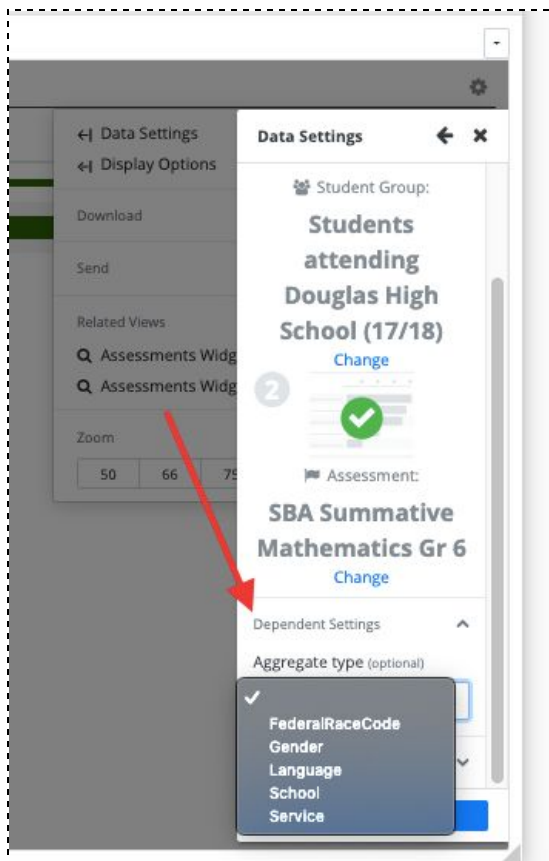 Data Settings
Display Options
Download
Send
Related Views
Assessments Widg
Assessments Widg
Zoom
50 66 75
Data Settings
Student Group:
Students
attending
Douglas High
School (17/18)
Change
2
Assessment:
SBA Summative
Mathematics Gr 6
Change
Dependent Settings
Aggregate type (optional)
FederalRaceCode
Gender
Language
School
Service